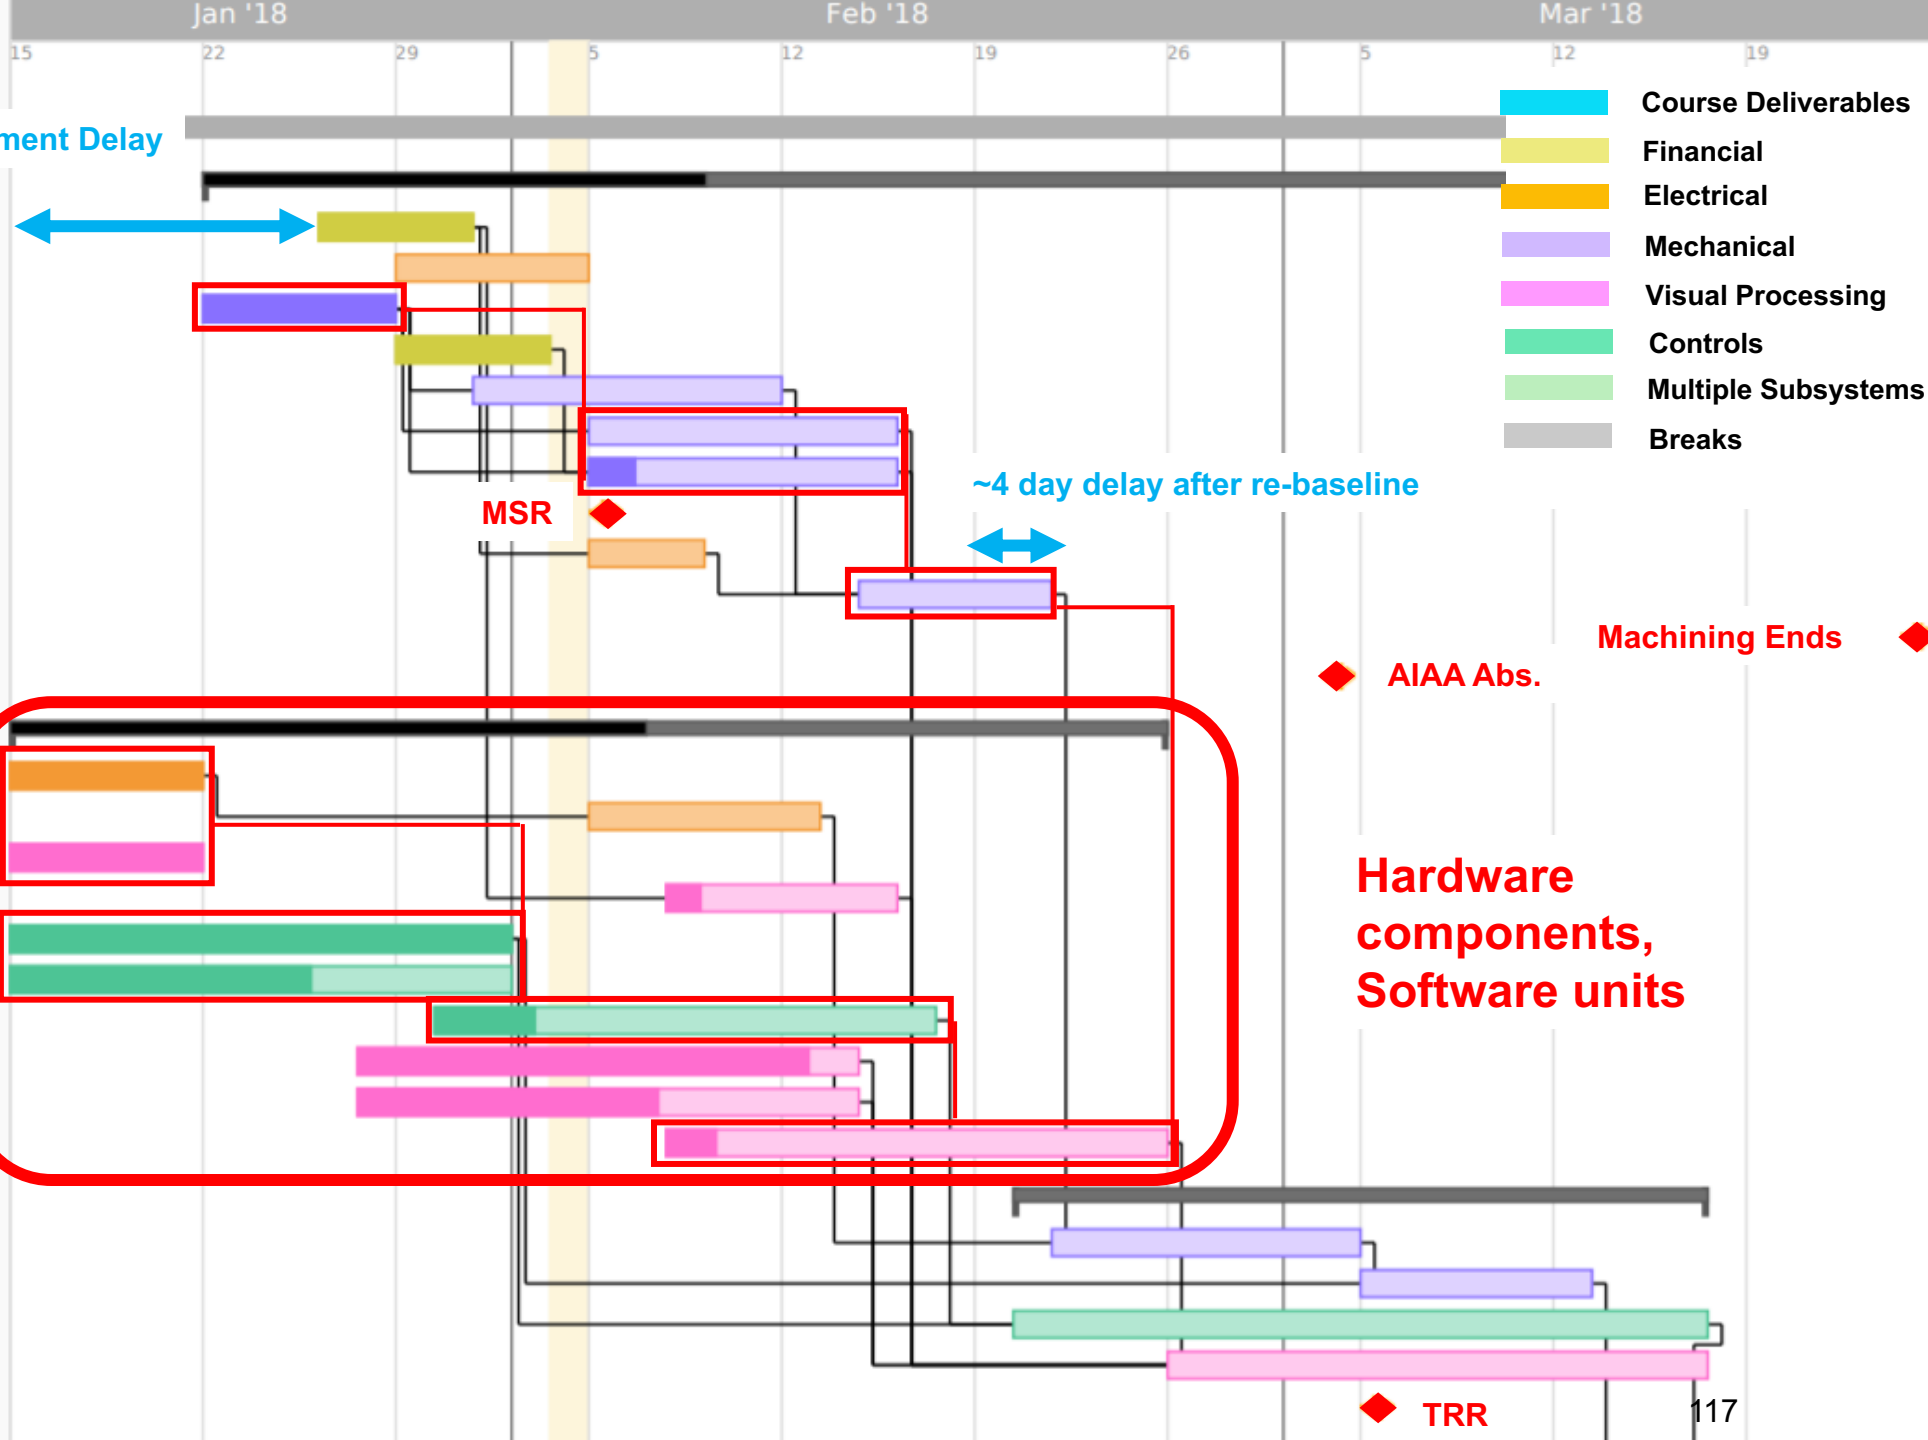 Jan '18 Feb '18 Mar '18
15 22 29 5 12 19 26 5 12 19
Course Deliverables
ment Delay
Financial
Electrical
Mechanical
Visual Processing
Controls
Multiple Subsystems
Breaks
~4 day delay after re-baseline
MSR
Machining Ends
AIAA Abs.
Hardware
components,
Software units
TRR
117